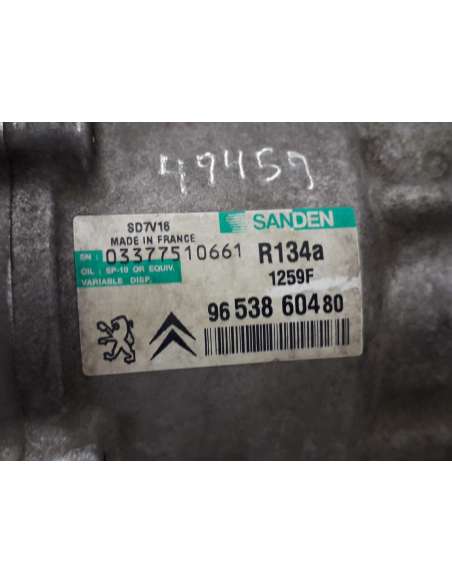 49459
SD7V16
MADE IN FRANCE
SANDEN
SN : 03377510661
R134a
OIL : SP-10 OR EQUIV.
VARIABLE DISP.
1259F
96 538 604 80